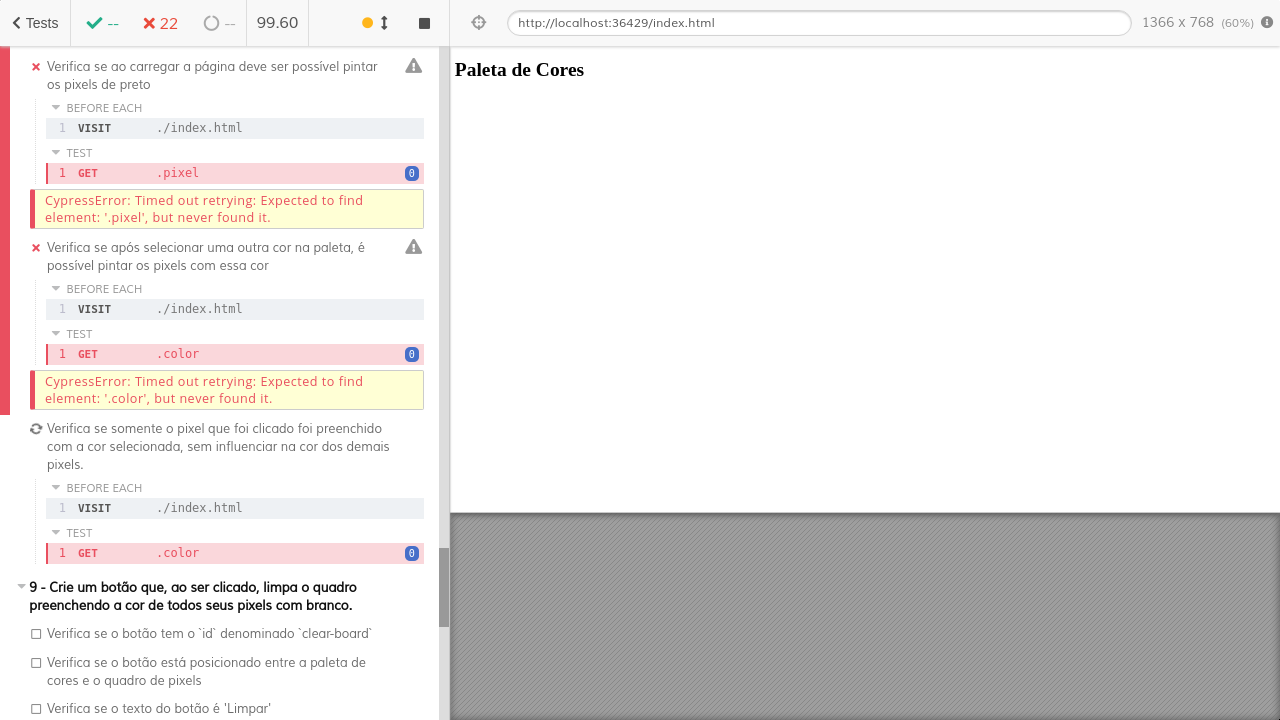 Tests
--
22
--
99.60
http://localhost:36429/index.html
1366 x 768 (60%)
Verifica se ao carregar a página deve ser possível pintar
os pixels de preto
BEFORE EACH
1 VISIT ./index.html
TEST
1 GET .pixel 0
CypressError: Timed out retrying: Expected to find
element: '.pixel', but never found it.
Verifica se após selecionar uma outra cor na paleta, é
possível pintar os pixels com essa cor
BEFORE EACH
1 VISIT ./index.html
TEST
1 GET .color 0
CypressError: Timed out retrying: Expected to find
element: '.color', but never found it.
Verifica se somente o pixel que foi clicado foi preenchido
com a cor selecionada, sem influenciar na cor dos demais
pixels.
BEFORE EACH
1 VISIT ./index.html
TEST
1 GET .color 0
9 - Crie um botão que, ao ser clicado, limpa o quadro
preenchendo a cor de todos seus pixels com branco.
Verifica se o botão tem o `id` denominado `clear-board`
Verifica se o botão está posicionado entre a paleta de
cores e o quadro de pixels
Verifica se o texto do botão é 'Limpar'
Paleta de Cores